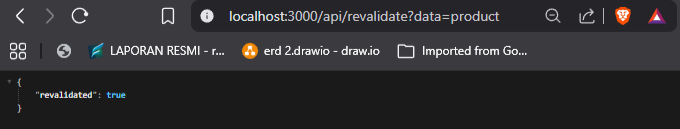 localhost:3000/api/revalidate?data=product
LAPORAN RESMI - r... erd 2.drawio - draw.io Imported from Go...
{
"revalidated": true
}